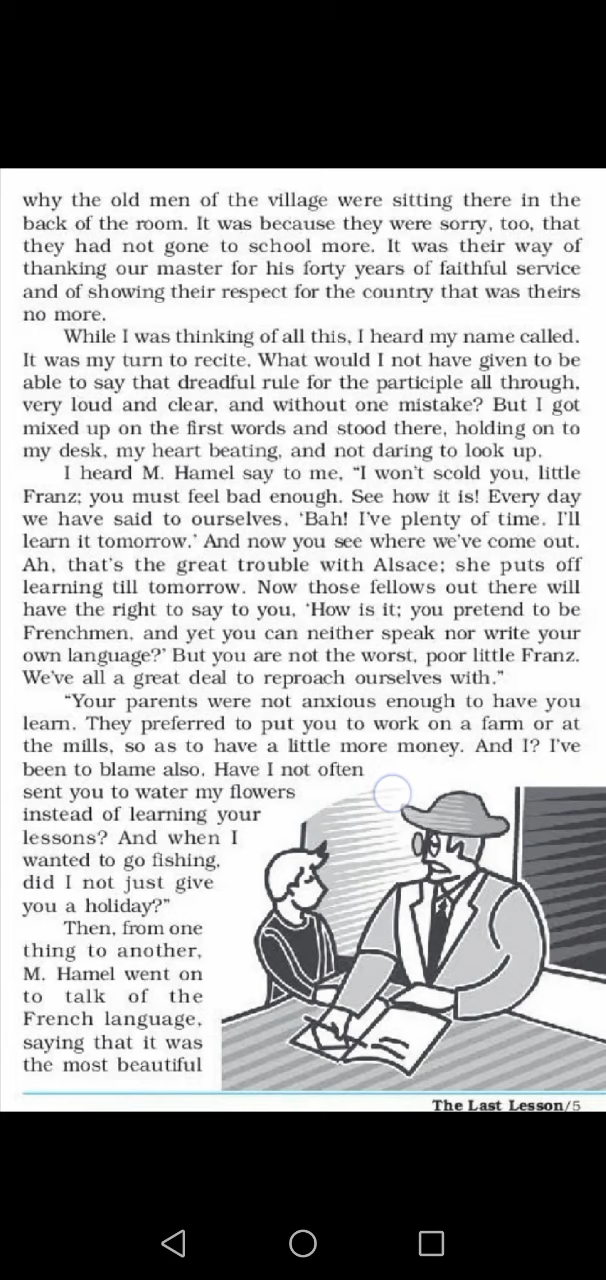 why the old men of the village were sitting there in the
back of the room. It was because they were sorry, too, that
they had not gone to school more. It was their way of
thanking our master for his forty years of faithful service
and of showing their respect for the country that was theirs
no more.
While I was thinking of all this, I heard my name called.
It was my turn to recite. What would I not have given to be
able to say that dreadful rule for the participle all through,
very loud and clear, and without one mistake? But I got
mixed up on the first words and stood there, holding on to
my desk, my heart beating, and not daring to look up.
I heard M. Hamel say to me, “I won't scold you, little
Franz; you must feel bad enough. See how it is! Every day
we have said to ourselves, ‘Bah! I've plenty of time. I'll
learn it tomorrow.’ And now you see where we've come out.
Ah, that's the great trouble with Alsace; she puts off
learning till tomorrow. Now those fellows out there will
have the right to say to you, ‘How is it; you pretend to be
Frenchmen, and yet you can neither speak nor write your
own language?’ But you are not the worst, poor little Franz.
We've all a great deal to reproach ourselves with.”
“Your parents were not anxious enough to have you
learn. They preferred to put you to work on a farm or at
the mills, so as to have a little more money. And I? I've
been to blame also. Have I not often
sent you to water my flowers
instead of learning your
lessons? And when I
wanted to go fishing,
did I not just give
you a holiday?”
Then, from one
thing to another,
M. Hamel went on
to talk of the
French language,
saying that it was
the most beautiful
The Last Lesson/5